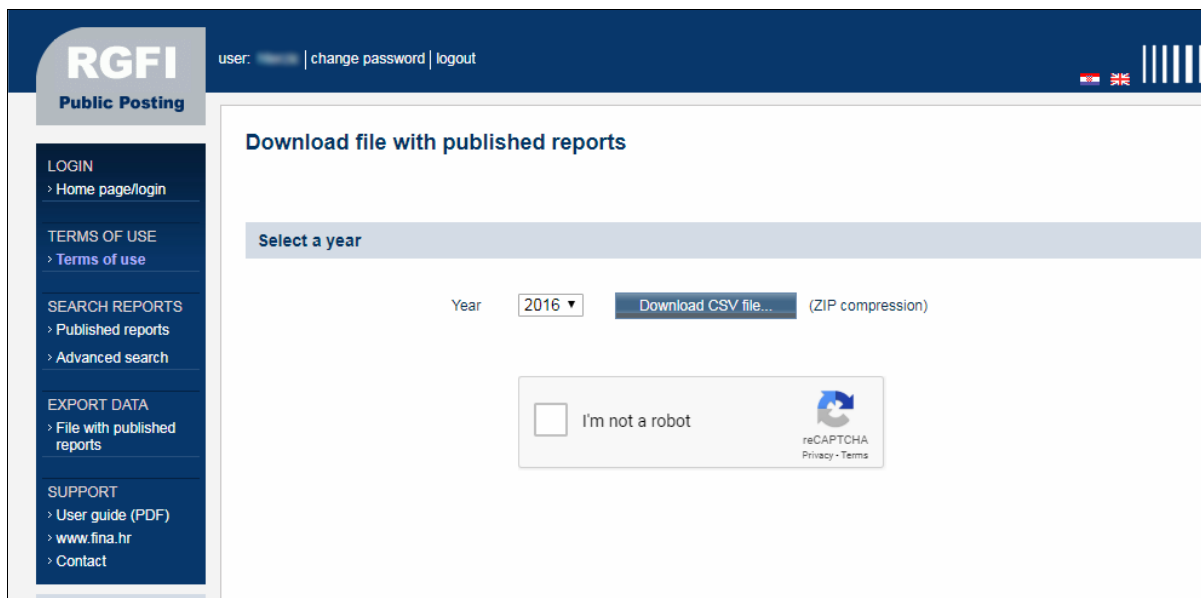 RGFI
Public Posting
user: | change password | logout
LOGIN
Home page/login
TERMS OF USE
Terms of use
SEARCH REPORTS
Published reports
Advanced search
EXPORT DATA
File with published
reports
SUPPORT
User guide (PDF)
www.fina.hr
Contact
Download file with published reports
Select a year
Year 2016 Download CSV file... (ZIP compression)
I'm not a robot
reCAPTCHA
Privacy - Terms